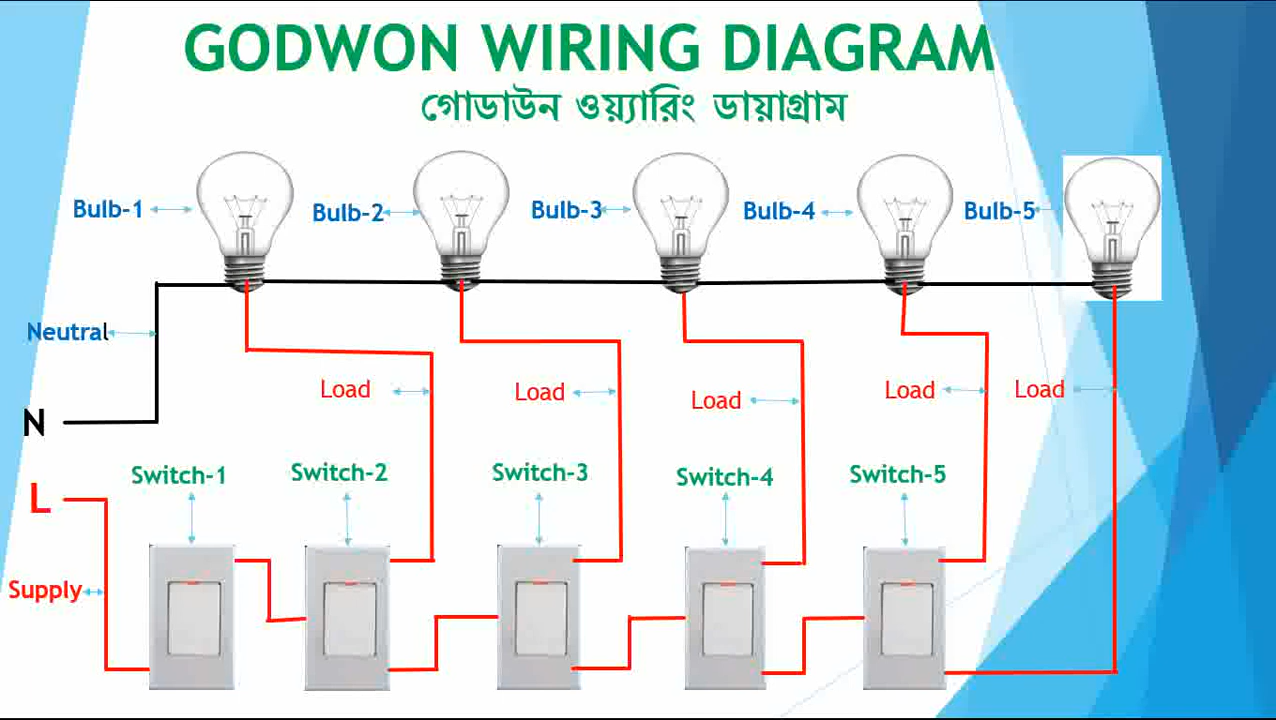 GODWON WIRING DIAGRAM
গোডাউন ওয়্যারিং ডায়াগ্রাম
Bulb-1
Bulb-2
Bulb-3
Bulb-4
Bulb-5
Neutral
Load
Load
Load
Load
Load
N
Switch-1
Switch-2
Switch-3
Switch-4
Switch-5
L
Supply